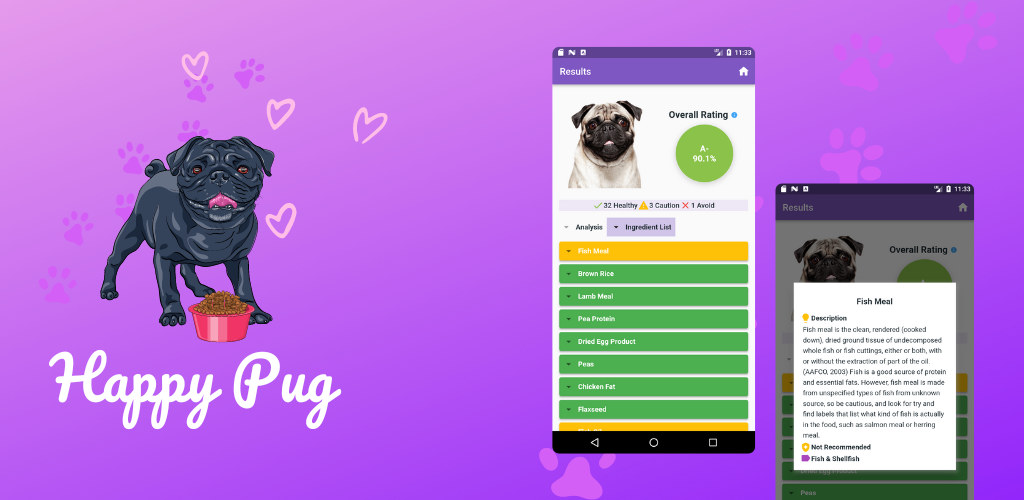 Happy Pug
11:33
Results
Overall Rating
A-
90.1%
32 Healthy 3 Caution 1 Avoid
Analysis Ingredient List
Fish Meal
Brown Rice
Lamb Meal
Pea Protein
Dried Egg Product
Peas
Chicken Fat
Flaxseed
11:33
Results
Overall Rating
Fish Meal
Description
Fish meal is the clean, rendered (cooked
down), dried ground tissue of undecomposed
whole fish or fish cuttings, either or both, with
or without the extraction of part of the oil.
(AAFCO, 2003) Fish is a good source of protein
and essential fats. However, fish meal is made
from unspecified types of fish from unknown
source, so be cautious, and look for try and
find labels that list what kind of fish is actually
in the food, such as salmon meal or herring
meal.
Not Recommended
Fish & Shellfish
Dried Egg Product
Peas